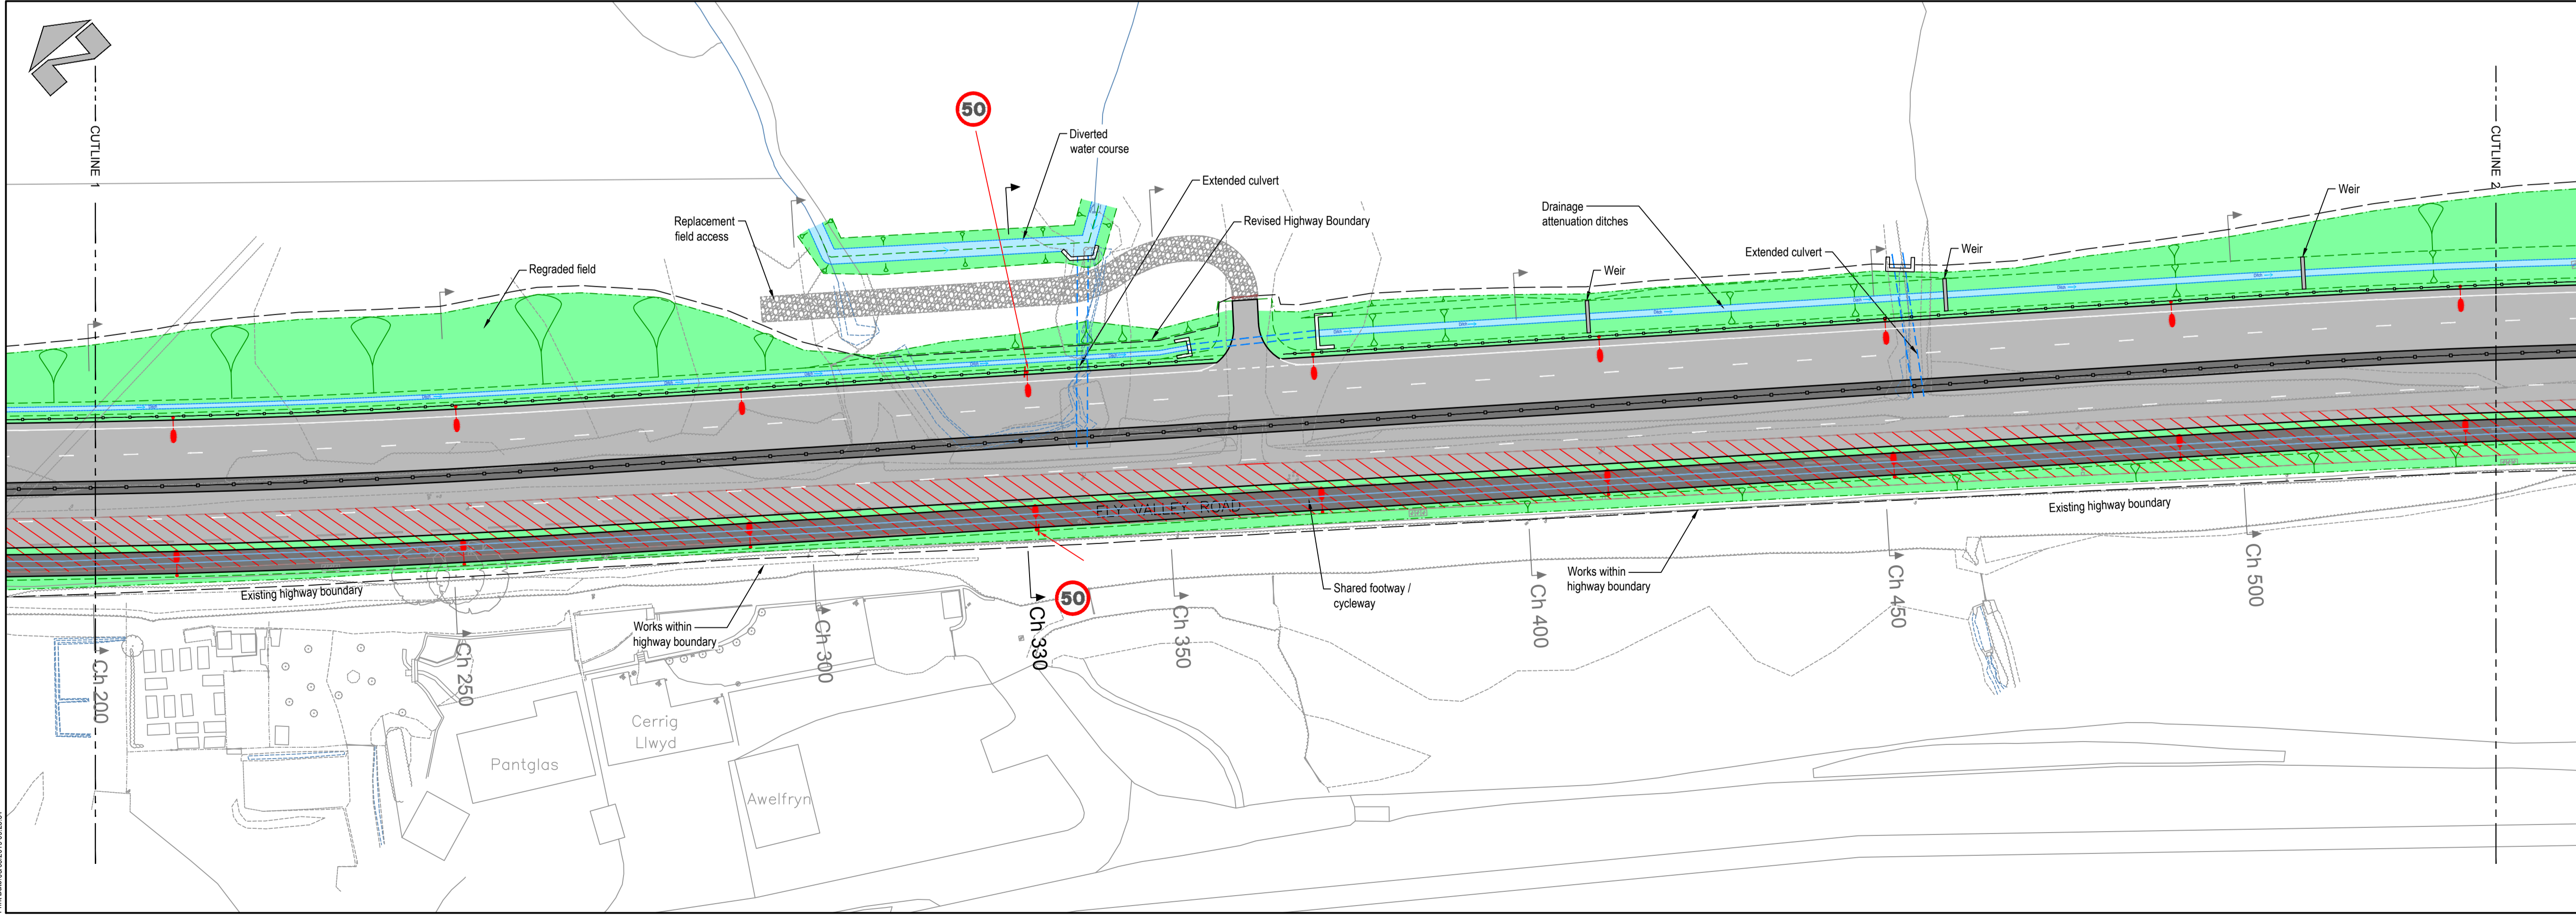 CUTLINE 1
50
Diverted
water course
Extended culvert
Replacement
field access
Revised Highway Boundary
Regraded field
Drainage
attenuation ditches
Weir
Extended culvert
Weir
Weir
CUTLINE 2
ELY VALLEY ROAD
Existing highway boundary
Works within
highway boundary
50
Shared footway /
cycleway
Works within
highway boundary
Existing highway boundary
Ch 200
Ch 250
Ch 300
Ch 330
Ch 350
Ch 400
Ch 450
Ch 500
Pantglas
Cerrig
Llwyd
Awelfryn